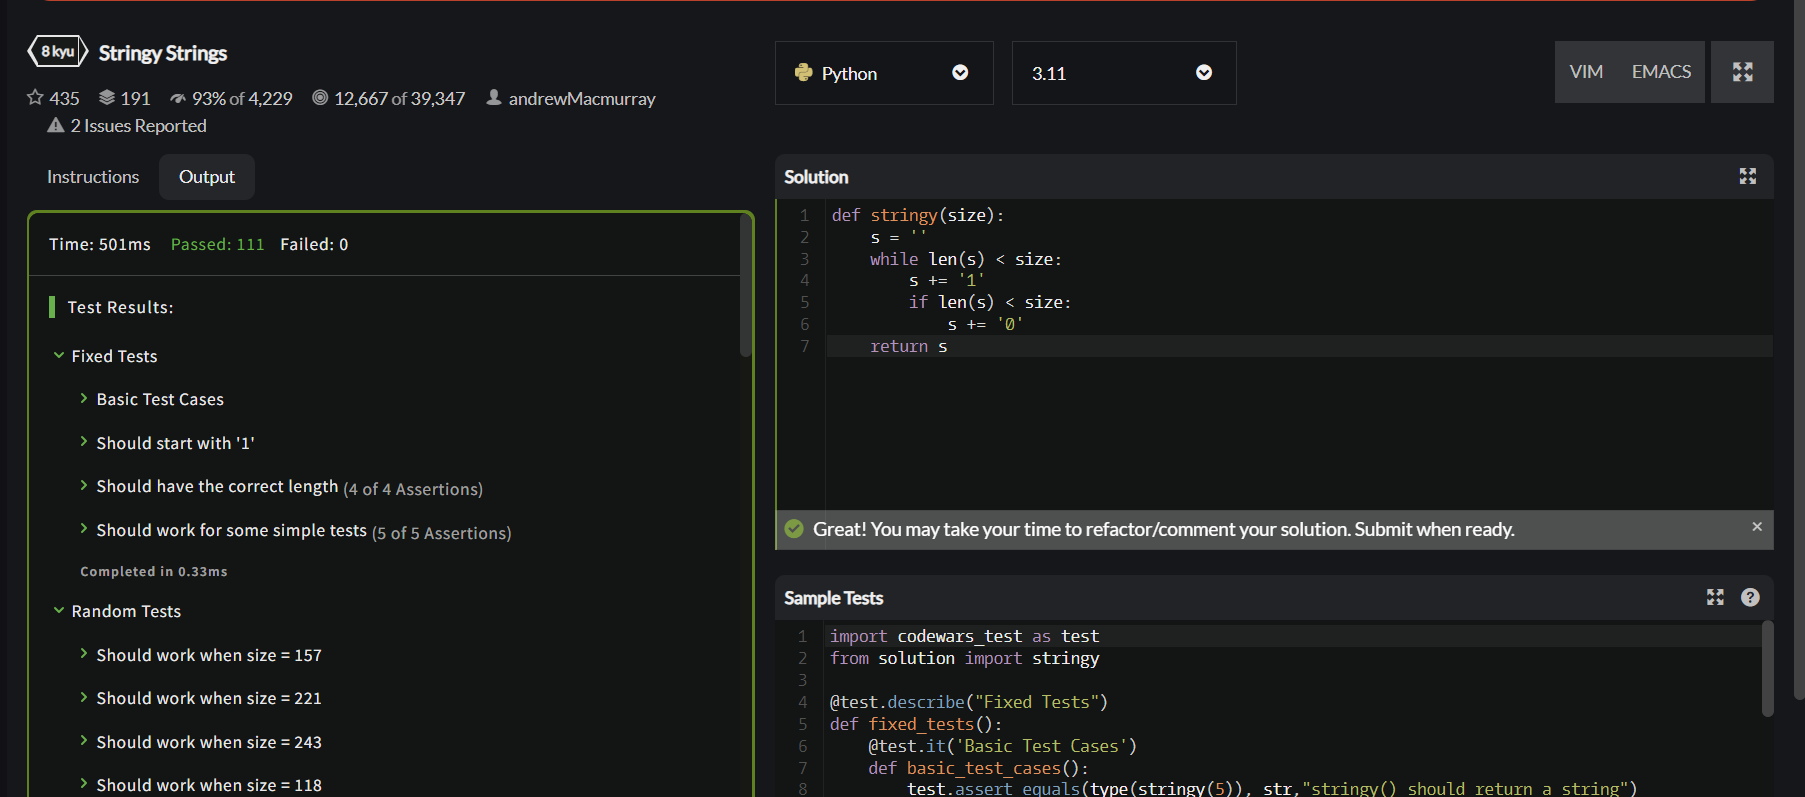 8 kyu Stringy Strings
435 191 93% of 4,229 12,667 of 39,347 andrewMacmurray
2 Issues Reported
Instructions Output
Time: 501ms Passed: 111 Failed: 0
Test Results:
Fixed Tests
Basic Test Cases
Should start with '1'
Should have the correct length (4 of 4 Assertions)
Should work for some simple tests (5 of 5 Assertions)
Completed in 0.33ms
Random Tests
Should work when size = 157
Should work when size = 221
Should work when size = 243
Should work when size = 118
Python 3.11 VIM EMACS
Solution
1 def stringy(size):
2     s = ''
3     while len(s) < size:
4         s += '1'
5         if len(s) < size:
6             s += '0'
7     return s
Great! You may take your time to refactor/comment your solution. Submit when ready. ×
Sample Tests ?
1 import codewars_test as test
2 from solution import stringy
3
4 @test.describe("Fixed Tests")
5 def fixed_tests():
6     @test.it('Basic Test Cases')
7     def basic_test_cases():
8         test.assert_equals(type(stringy(5)), str,"stringy() should return a string")